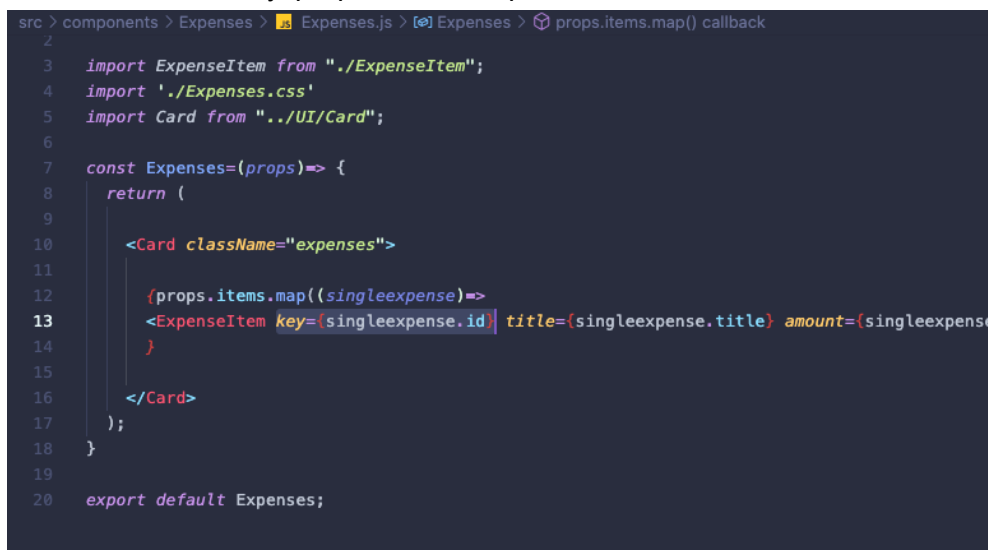 src > components > Expenses > JS Expenses.js > Expenses > props.items.map() callback
2
3 import ExpenseItem from "./ExpenseItem";
4 import './Expenses.css'
5 import Card from "../UI/Card";
6
7 const Expenses=(props)=> {
8 return (
9
10 <Card className="expenses">
11
12 {props.items.map((singleexpense)=>
13 <ExpenseItem key={singleexpense.id} title={singleexpense.title} amount={singleexpense
14 }
15
16 </Card>
17 );
18 }
19
20 export default Expenses;